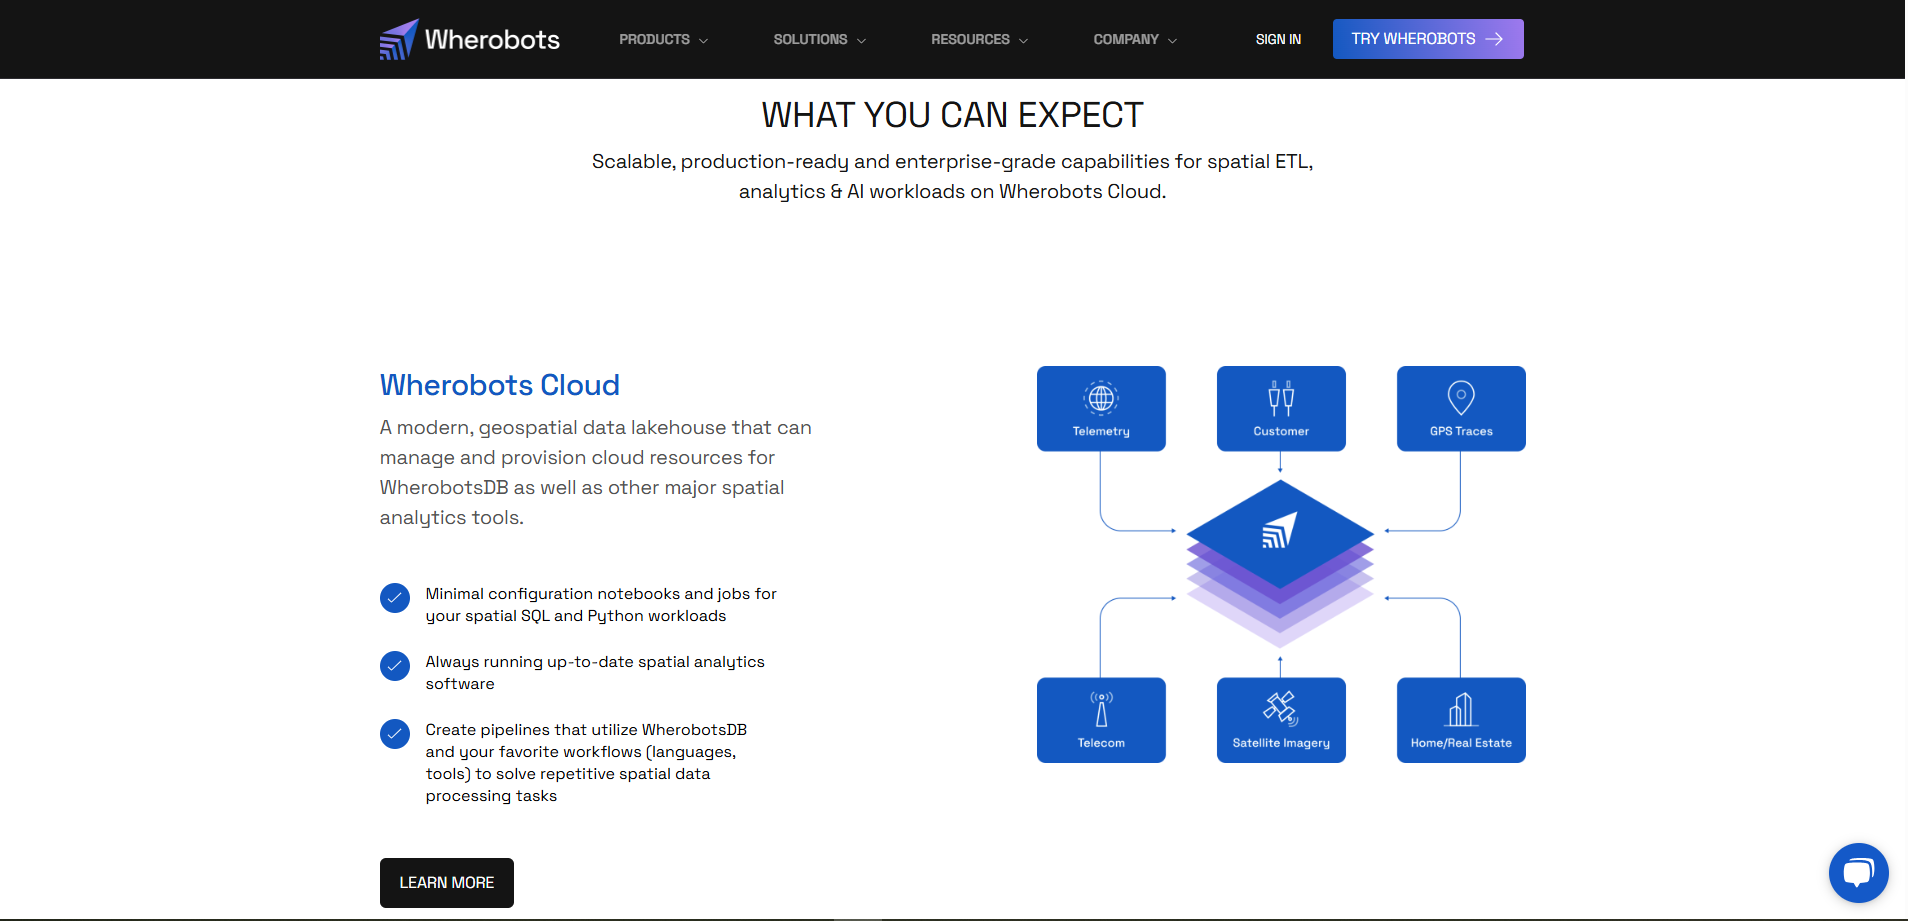 Wherobots
PRODUCTS
SOLUTIONS
RESOURCES
COMPANY
SIGN IN
TRY WHEROBOTS
WHAT YOU CAN EXPECT
Scalable, production-ready and enterprise-grade capabilities for spatial ETL,
analytics & AI workloads on Wherobots Cloud.
Wherobots Cloud
A modern, geospatial data lakehouse that can
manage and provision cloud resources for
WherobotsDB as well as other major spatial
analytics tools.
Minimal configuration notebooks and jobs for
your spatial SQL and Python workloads
Always running up-to-date spatial analytics
software
Create pipelines that utilize WherobotsDB
and your favorite workflows (languages,
tools) to solve repetitive spatial data
processing tasks
LEARN MORE
Telemetry
Customer
GPS Traces
Telecom
Satellite Imagery
Home/Real Estate